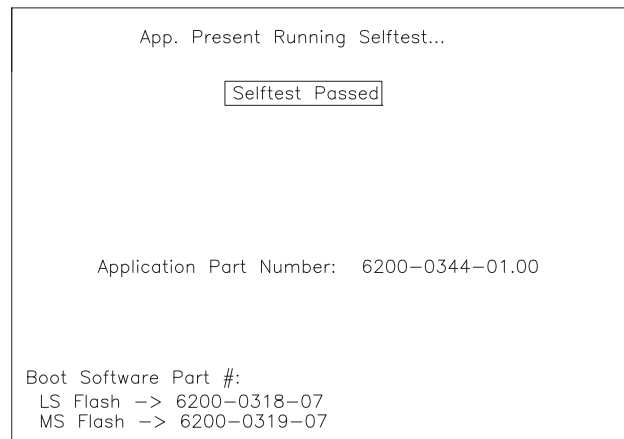 App. Present Running Selftest...
Selftest Passed
Application Part Number: 6200-0344-01.00
Boot Software Part #:
LS Flash -> 6200-0318-07
MS Flash -> 6200-0319-07